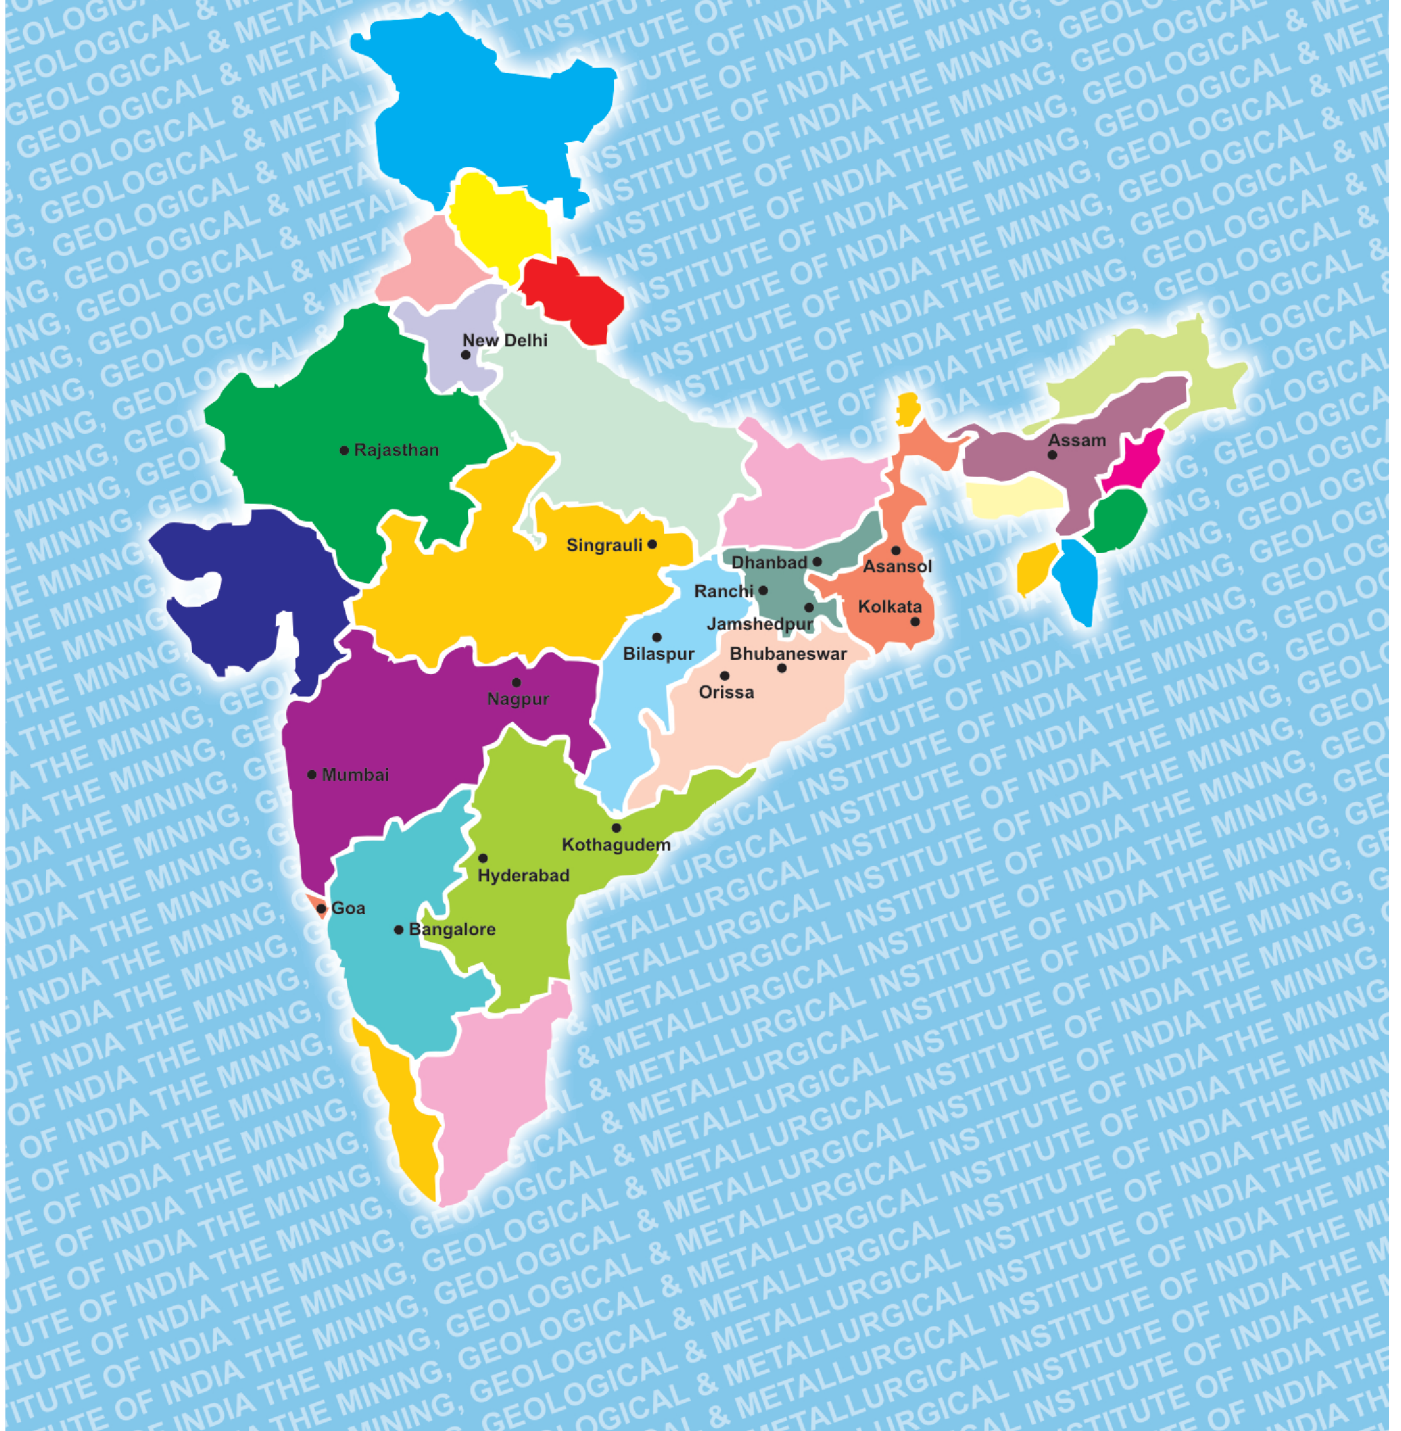 New Delhi
Assam
Rajasthan
Singrauli
Dhanbad
Asansol
Ranchi
Kolkata
Jamshedpur
Bilaspur
Bhubaneswar
Orissa
Nagpur
Mumbai
Kothagudem
Hyderabad
Goa
Bangalore
THE MINING, GEOLOGICAL & METALLURGICAL INSTITUTE OF INDIA